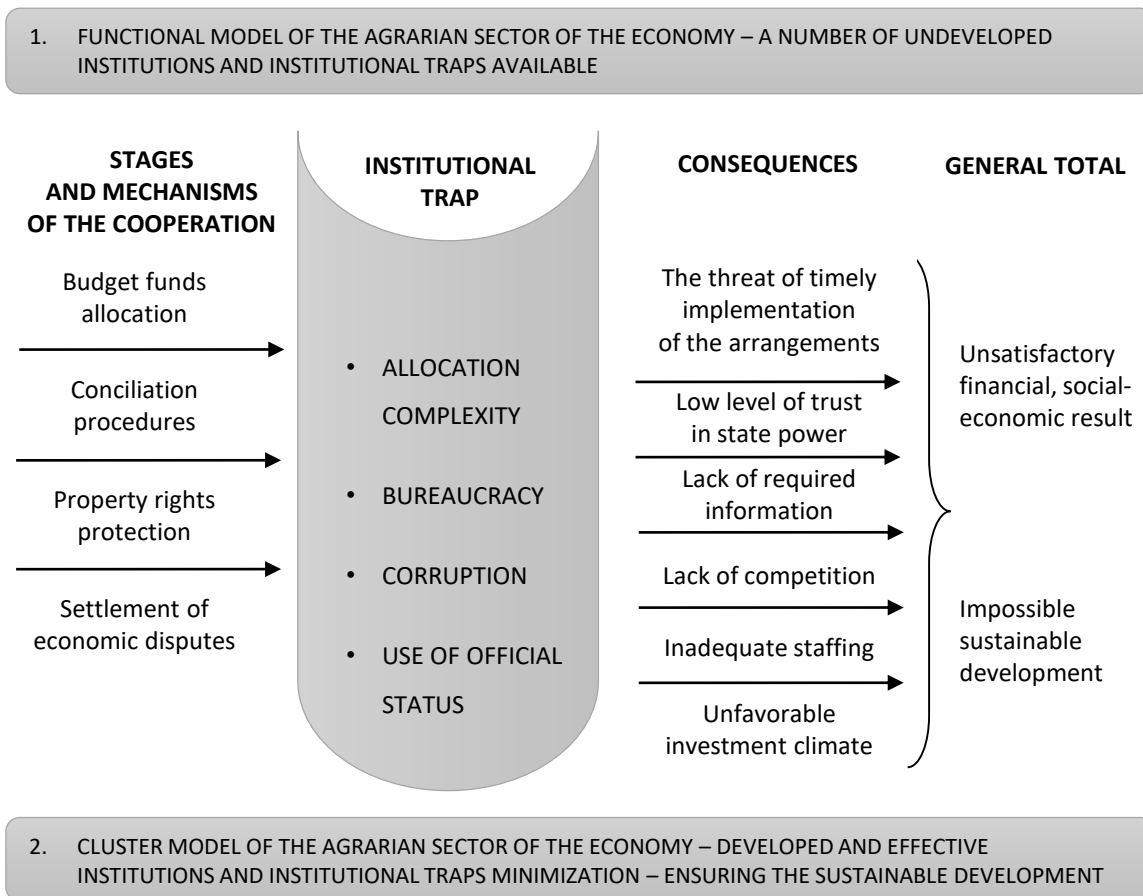 1. FUNCTIONAL MODEL OF THE AGRARIAN SECTOR OF THE ECONOMY – A NUMBER OF UNDEVELOPED
INSTITUTIONS AND INSTITUTIONAL TRAPS AVAILABLE
STAGES
AND MECHANISMS
OF THE COOPERATION
Budget funds
allocation
Conciliation
procedures
Property rights
protection
Settlement of
economic disputes
INSTITUTIONAL
TRAP
• ALLOCATION
COMPLEXITY
• BUREAUCRACY
• CORRUPTION
• USE OF OFFICIAL
STATUS
CONSEQUENCES
The threat of timely
implementation
of the arrangements
Low level of trust
in state power
Lack of required
information
Lack of competition
Inadequate staffing
Unfavorable
investment climate
GENERAL TOTAL
Unsatisfactory
financial, social-
economic result
Impossible
sustainable
development
2. CLUSTER MODEL OF THE AGRARIAN SECTOR OF THE ECONOMY – DEVELOPED AND EFFECTIVE
INSTITUTIONS AND INSTITUTIONAL TRAPS MINIMIZATION – ENSURING THE SUSTAINABLE DEVELOPMENT